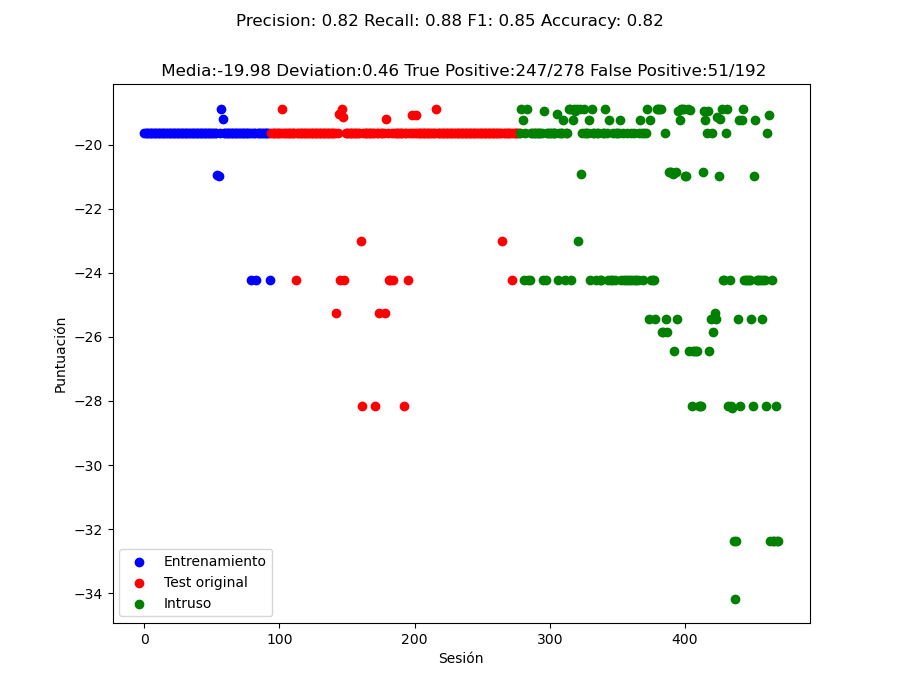 Precision: 0.82 Recall: 0.88 F1: 0.85 Accuracy: 0.82
Media:-19.98 Deviation:0.46 True Positive:247/278 False Positive:51/192
Puntuación
−20
−22
−24
−26
−28
−30
−32
−34
Entrenamiento
Test original
Intruso
0 100 200 300 400
Sesión